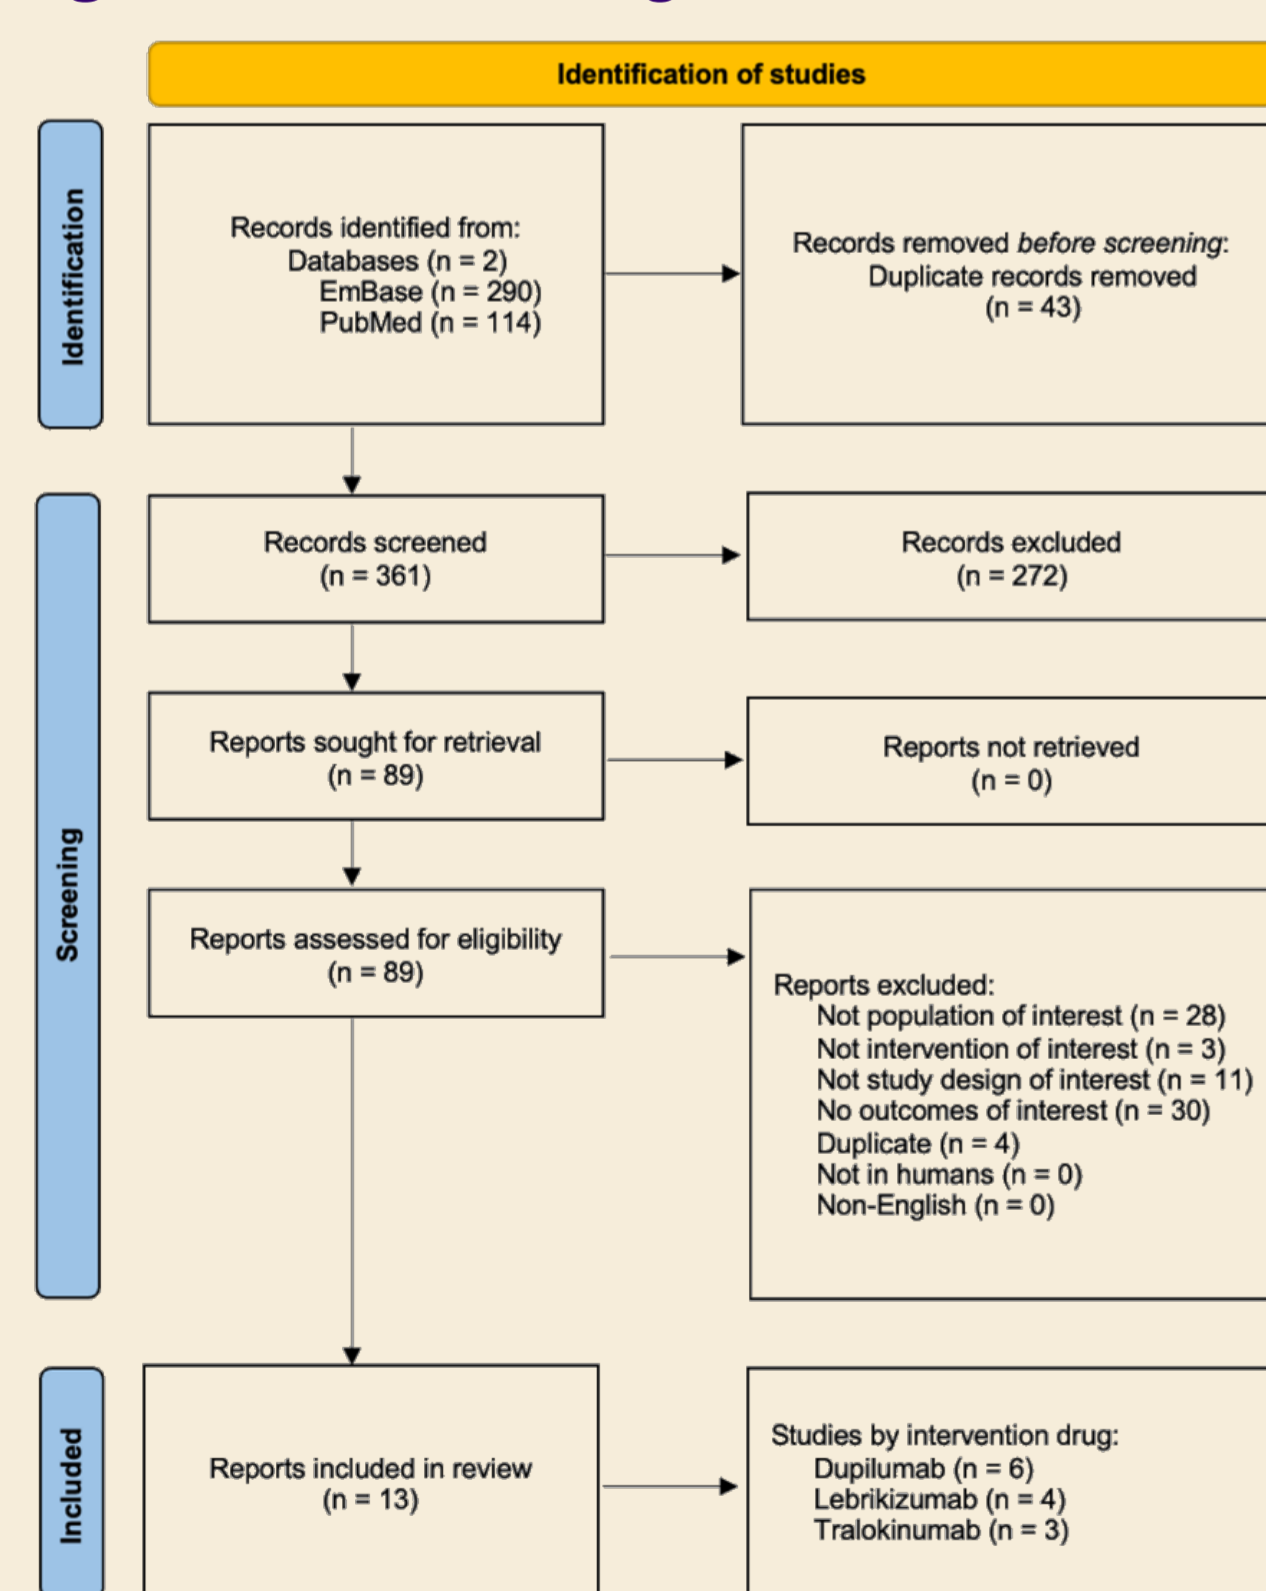 Identification of studies
Identification
Records identified from:
Databases (n = 2)
EmBase (n = 290)
PubMed (n = 114)
Records removed before screening:
Duplicate records removed
(n = 43)
Screening
Records screened
(n = 361)
Records excluded
(n = 272)
Reports sought for retrieval
(n = 89)
Reports not retrieved
(n = 0)
Reports assessed for eligibility
(n = 89)
Reports excluded:
Not population of interest (n = 28)
Not intervention of interest (n = 3)
Not study design of interest (n = 11)
No outcomes of interest (n = 30)
Duplicate (n = 4)
Not in humans (n = 0)
Non-English (n = 0)
Included
Reports included in review
(n = 13)
Studies by intervention drug:
Dupilumab (n = 6)
Lebrikizumab (n = 4)
Tralokinumab (n = 3)